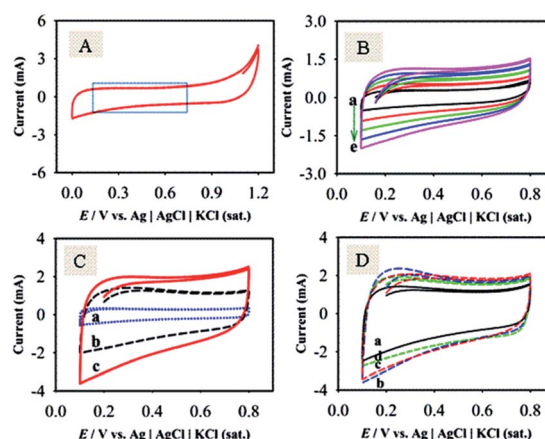 A
Current (mA)
6
3
0
-3
-6
0.0 0.3 0.6 0.9 1.2
E / V vs. Ag | AgCl | KCl (sat.)
B
Current (mA)
3.0
1.5
0.0
-1.5
-3.0
a
e
0 0.2 0.4 0.6 0.8
E / V vs. Ag | AgCl | KCl (sat.)
C
Current (mA)
4
2
0
-2
-4
a
b
c
0 0.2 0.4 0.6 0.8
E / V vs. Ag | AgCl | KCl (sat.)
D
Current (mA)
4
2
0
-2
-4
a
d
c
b
0 0.2 0.4 0.6 0.8
E / V vs. Ag | AgCl | KCl (sat.)